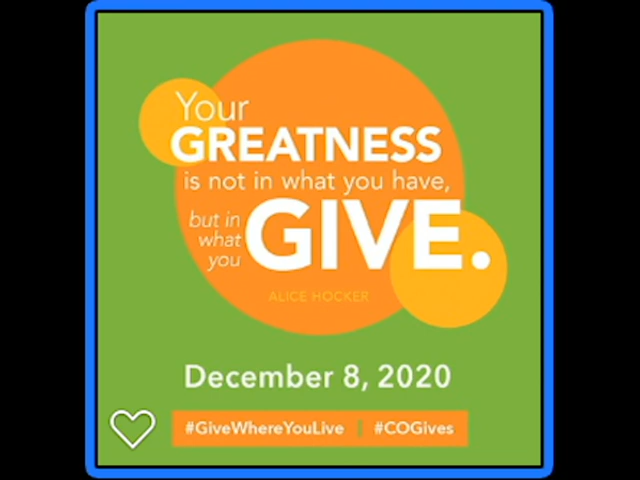 Your
GREATNESS
is not in what you have,
but in what you GIVE.
ALICE HOCKER
December 8, 2020
#GiveWhereYouLive | #COGives